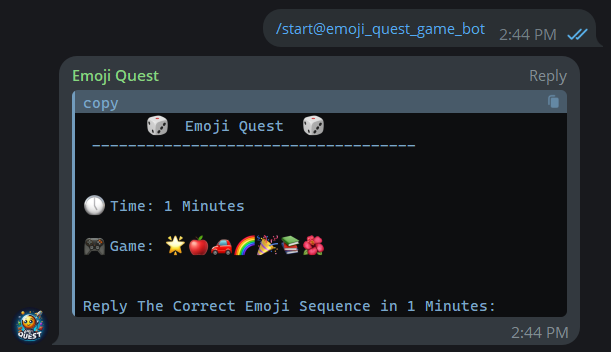 /start@emoji_quest_game_bot 2:44 PM
Emoji Quest Reply
copy
🎲 Emoji Quest 🎲
------------------------------------
🕔 Time: 1 Minutes
🎮 Game: 🌟🍎🚗🌈🎉📚🌺
Reply The Correct Emoji Sequence in 1 Minutes:
QUEST
2:44 PM